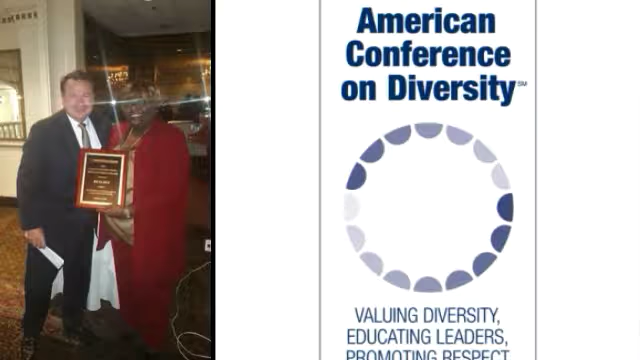 American
Conference
on Diversity℠
VALUING DIVERSITY,
EDUCATING LEADERS,
PROMOTING RESPECT